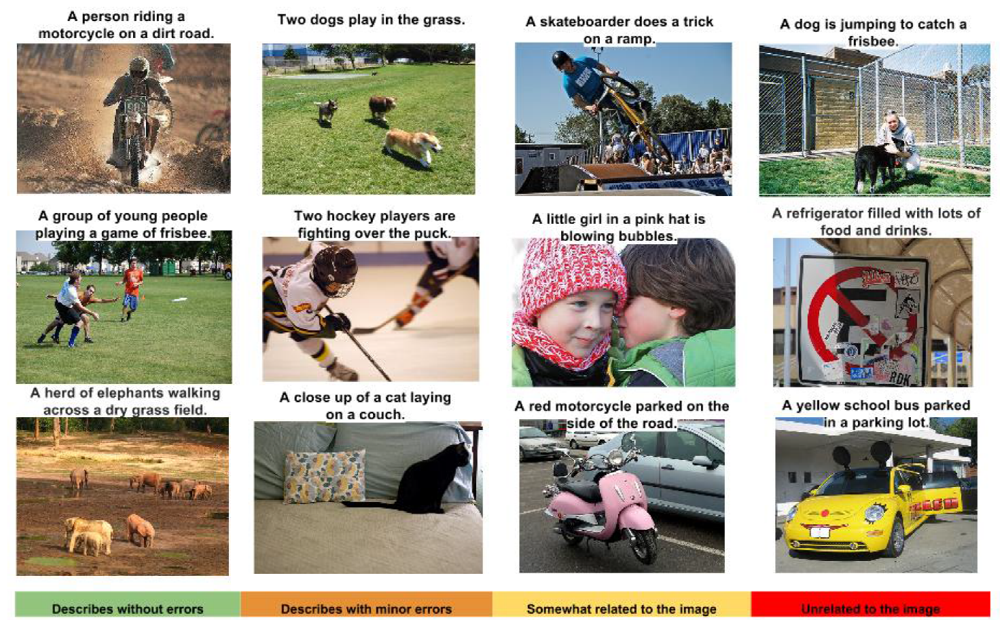 A person riding a
motorcycle on a dirt road.
Two dogs play in the grass.
A skateboarder does a trick
on a ramp.
A dog is jumping to catch a
frisbee.
A group of young people
playing a game of frisbee.
Two hockey players are
fighting over the puck.
A little girl in a pink hat is
blowing bubbles.
A refrigerator filled with lots of
food and drinks.
RDK
A herd of elephants walking
across a dry grass field.
A close up of a cat laying
on a couch.
A red motorcycle parked on the
side of the road.
A yellow school bus parked
in a parking lot.
Describes without errors
Describes with minor errors
Somewhat related to the image
Unrelated to the image